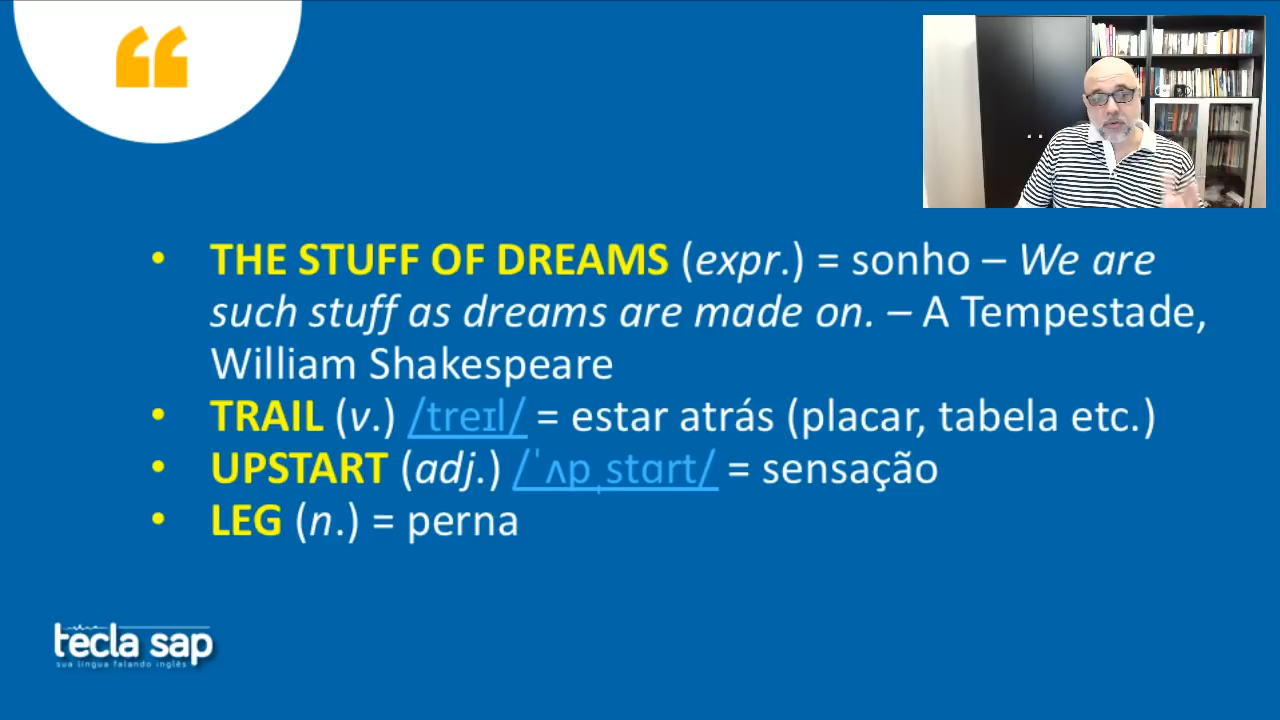 • THE STUFF OF DREAMS (expr.) = sonho – We are
such stuff as dreams are made on. – A Tempestade,
William Shakespeare
• TRAIL (v.) /treɪl/ = estar atrás (placar, tabela etc.)
• UPSTART (adj.) /ˈʌpˌstɑrt/ = sensação
• LEG (n.) = perna
tecla sap
sua língua falando inglês